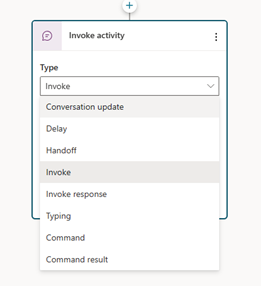 Invoke activity
Type
Invoke
Conversation update
Delay
Handoff
Invoke
Invoke response
Typing
Command
Command result